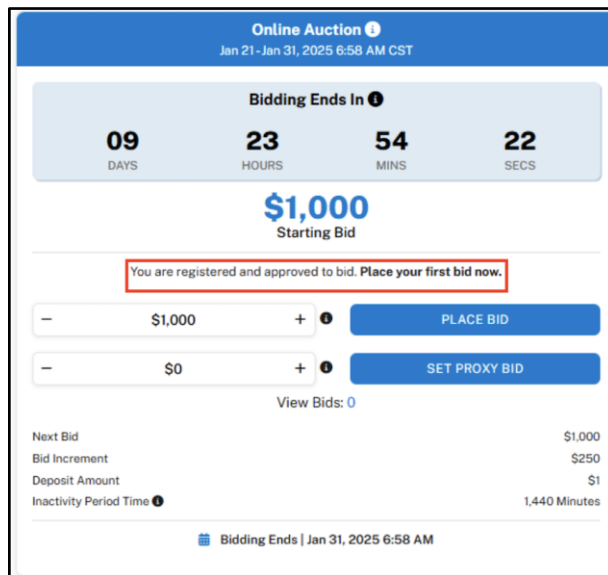 Online Auction
Jan 21 - Jan 31, 2025 6:58 AM CST
Bidding Ends In
09 23 54 22
DAYS HOURS MINS SECS
$1,000
Starting Bid
You are registered and approved to bid. Place your first bid now.
− $1,000 + PLACE BID
− $0 + SET PROXY BID
View Bids: 0
Next Bid $1,000
Bid Increment $250
Deposit Amount $1
Inactivity Period Time 1,440 Minutes
Bidding Ends | Jan 31, 2025 6:58 AM